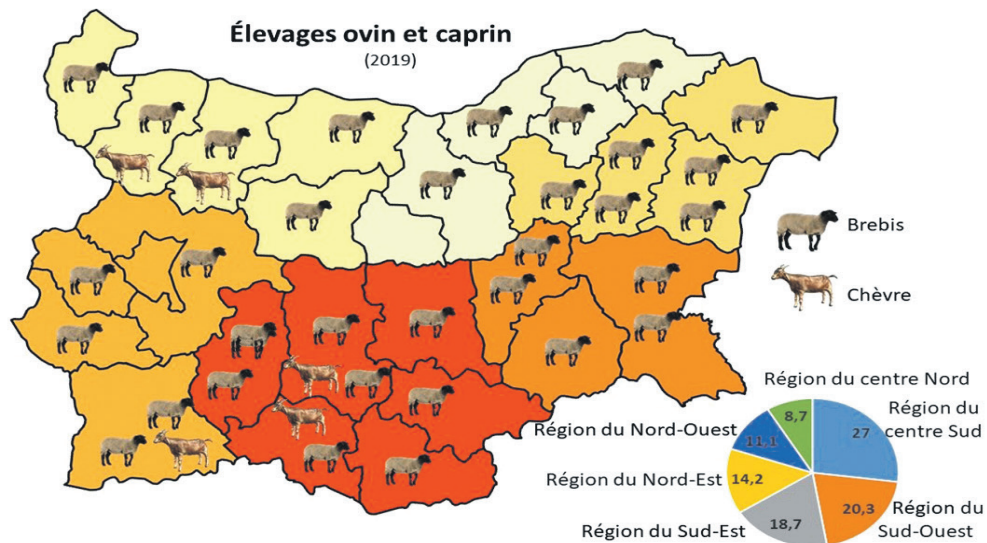 Élevages ovin et caprin
(2019)
Brebis
Chèvre
Région du centre Nord
8,7
Région du
centre Sud
27
Région du Nord-Ouest
11,1
Région du Nord-Est
14,2
Région du
Sud-Ouest
20,3
Région du Sud-Est
18,7